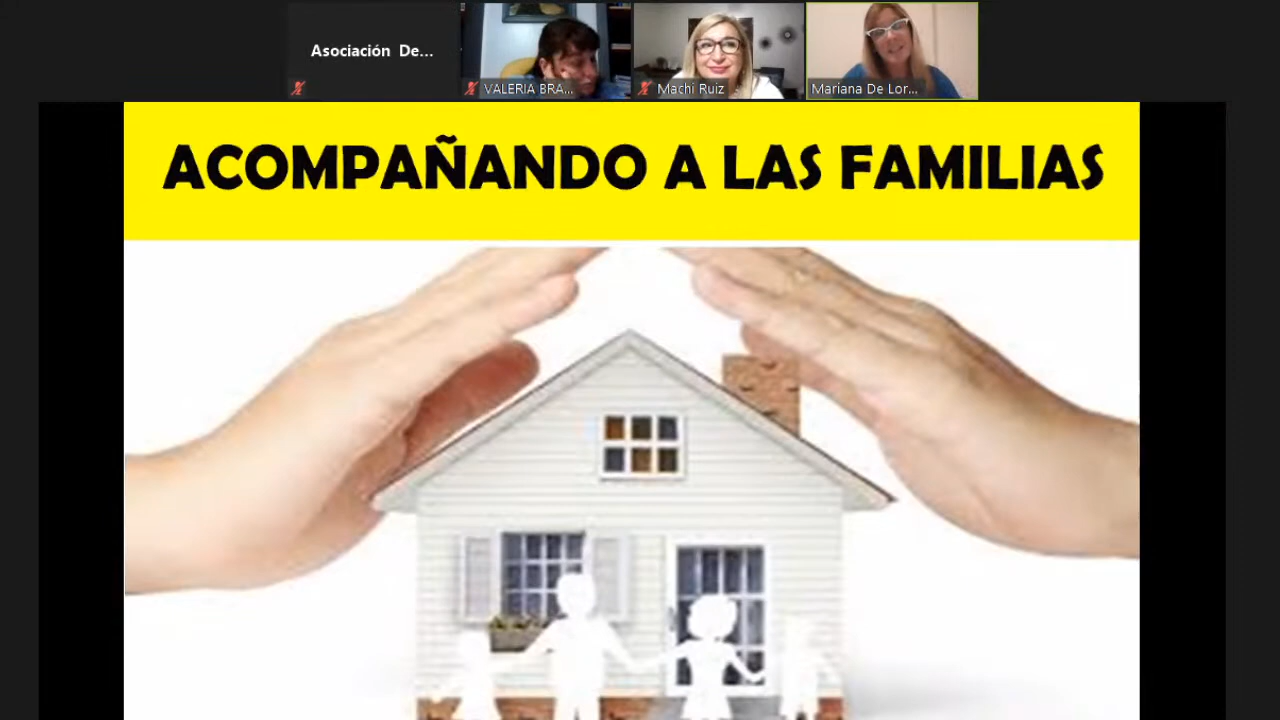 Asociación De...
VALERIA BRA...
Machi Ruiz
Mariana De Lor...
ACOMPAÑANDO A LAS FAMILIAS